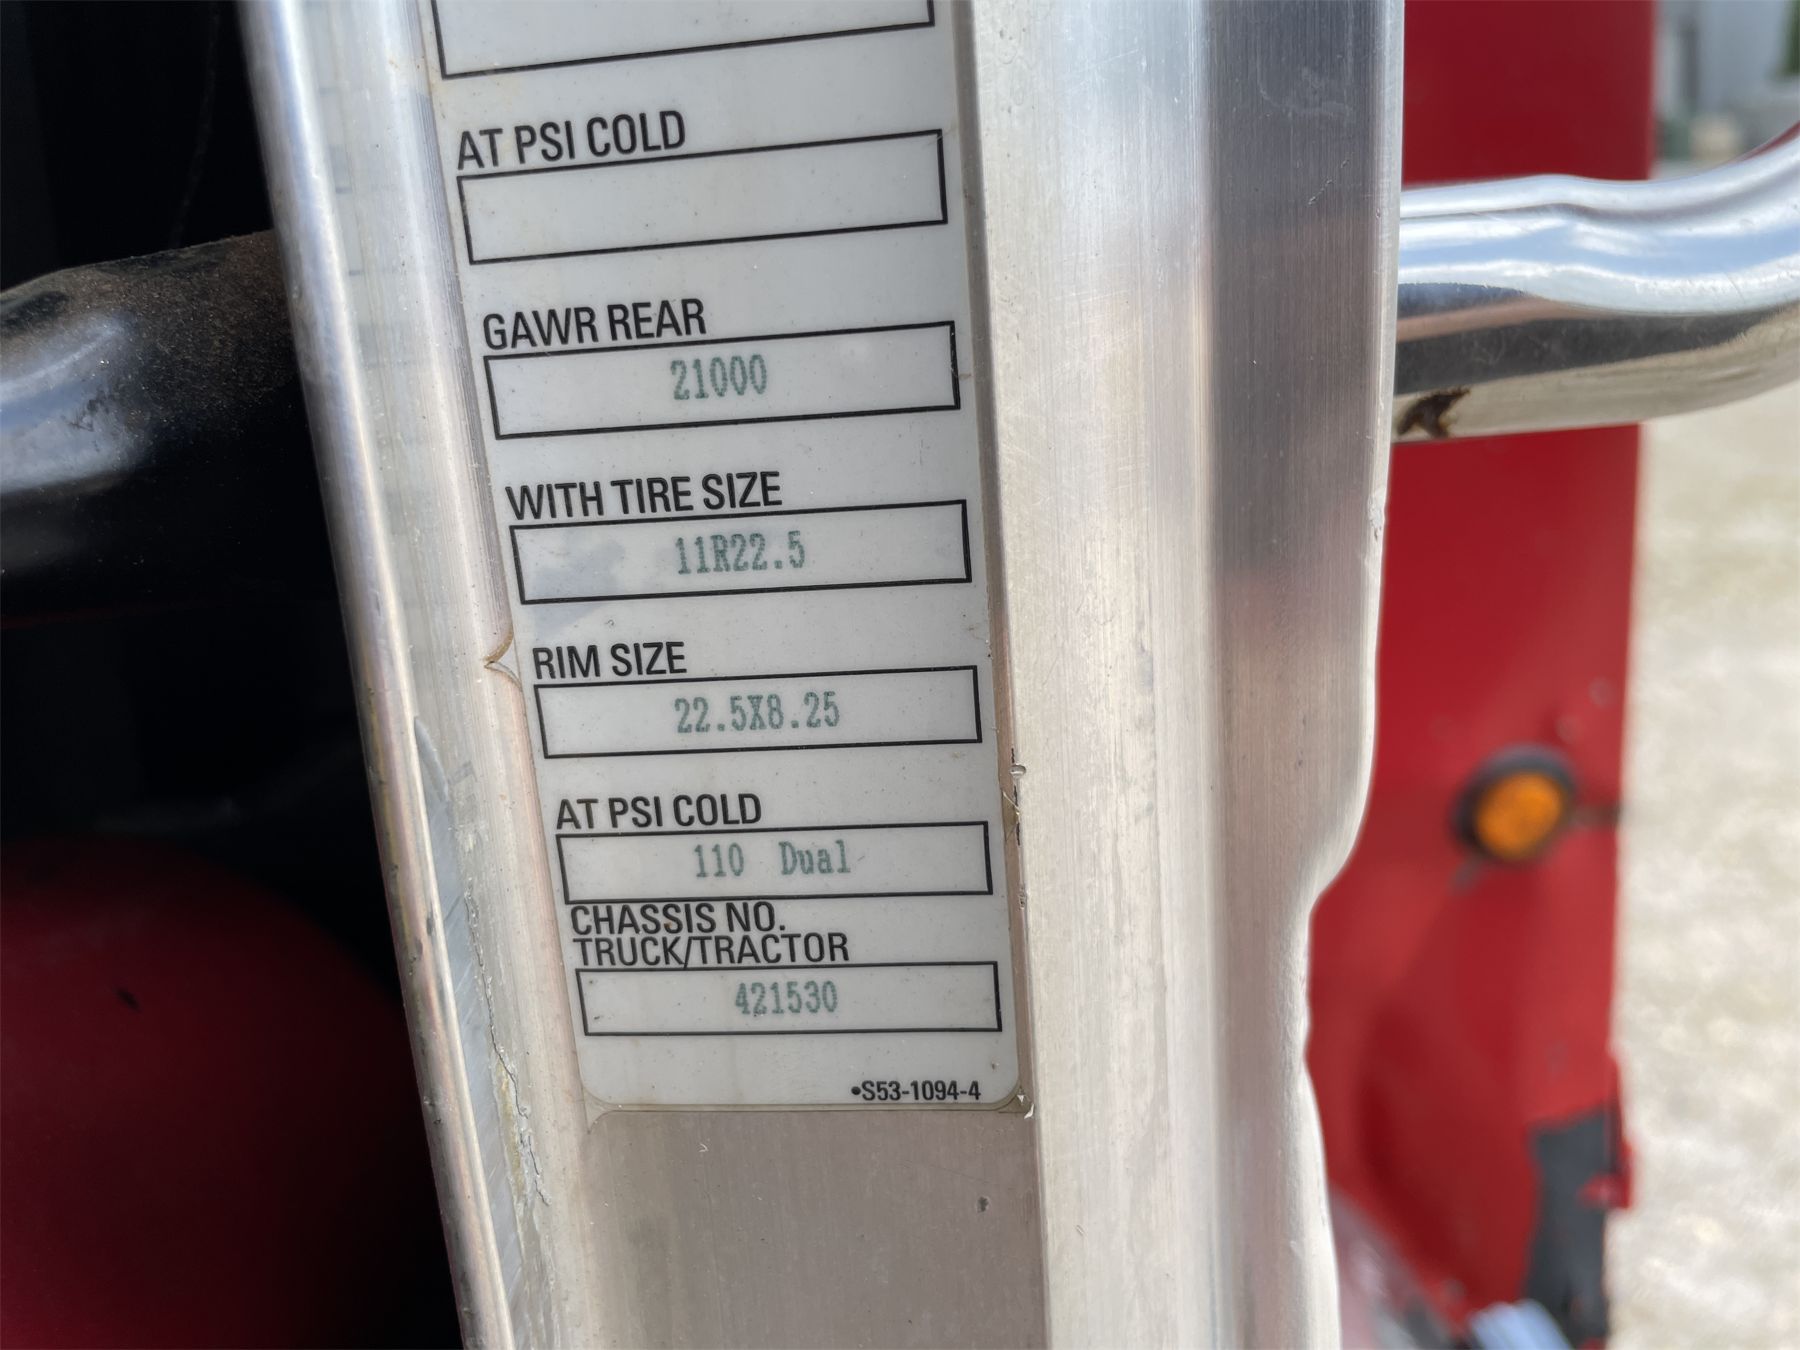 AT PSI COLD
GAWR REAR
21000
WITH TIRE SIZE
11R22.5
RIM SIZE
22.5X8.25
AT PSI COLD
110 Dual
CHASSIS NO.
TRUCK/TRACTOR
421530
•S53-1094-4